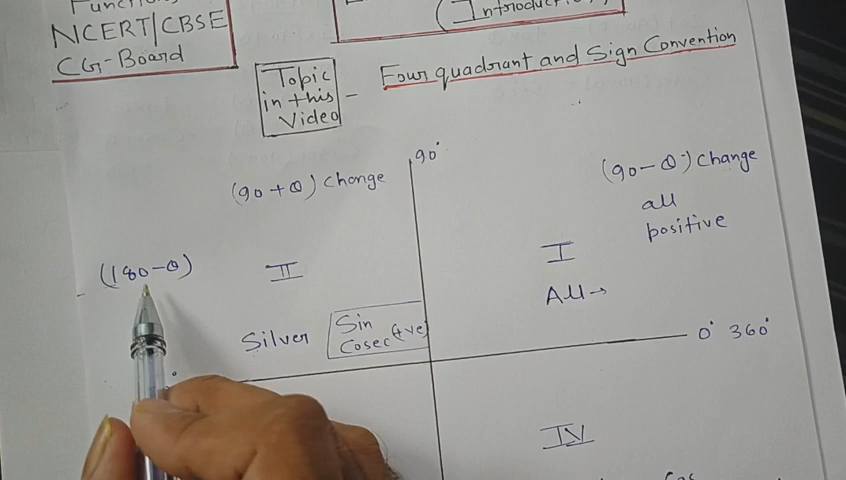 NCERT/CBSE
CG-Board
Topic
in this
Video
- Four quadrant and Sign Convention
90°
(90+θ) Change
(90-θ) Change
all
positive
(180-θ)
II
I
All→
Silver
Sin
Cosec (+ve)
0° 360°
IV